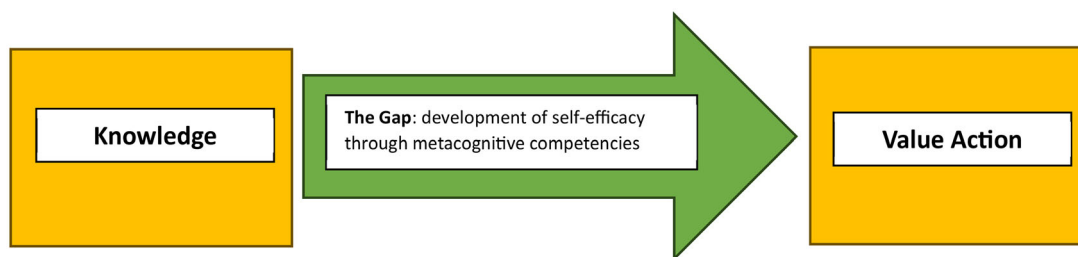 Knowledge
The Gap: development of self-efficacy
through metacognitive competencies
Value Action